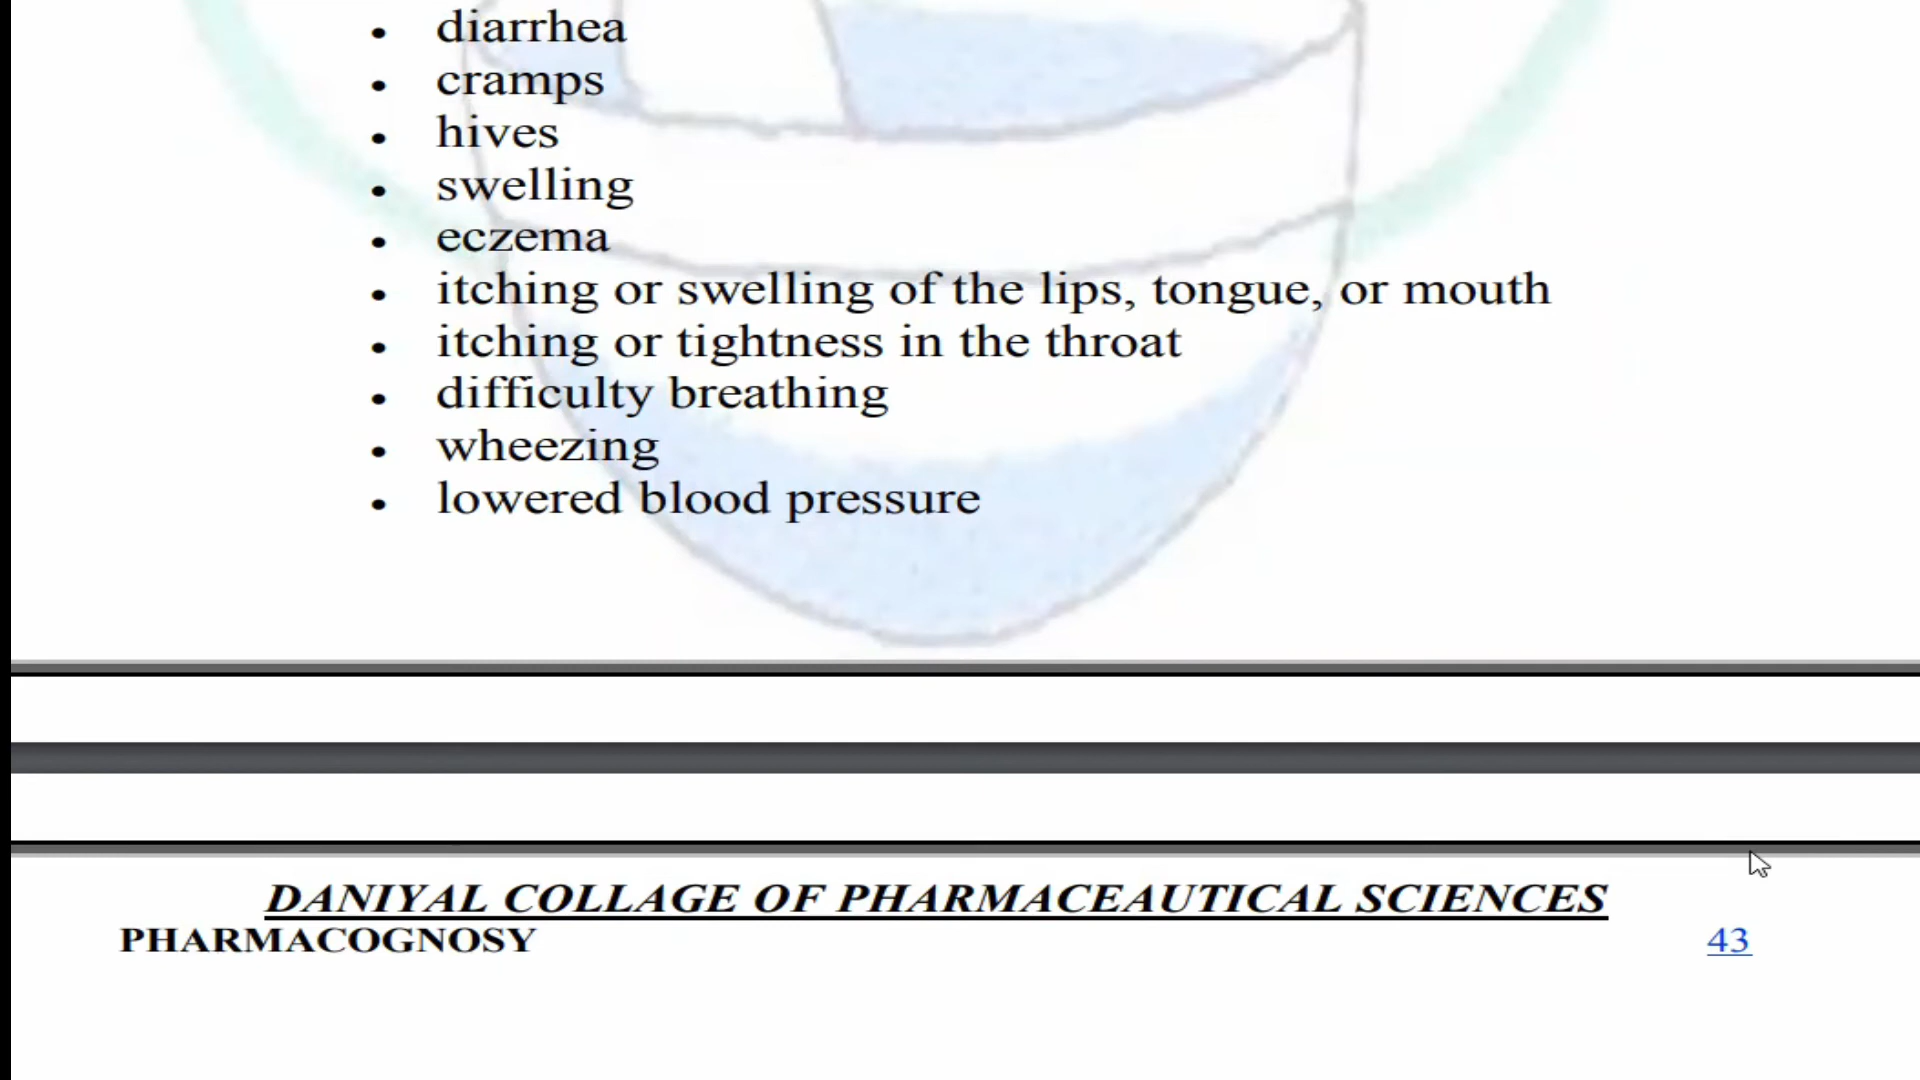 • diarrhea
• cramps
• hives
• swelling
• eczema
• itching or swelling of the lips, tongue, or mouth
• itching or tightness in the throat
• difficulty breathing
• wheezing
• lowered blood pressure
DANIYAL COLLAGE OF PHARMACEAUTICAL SCIENCES
PHARMACOGNOSY 43